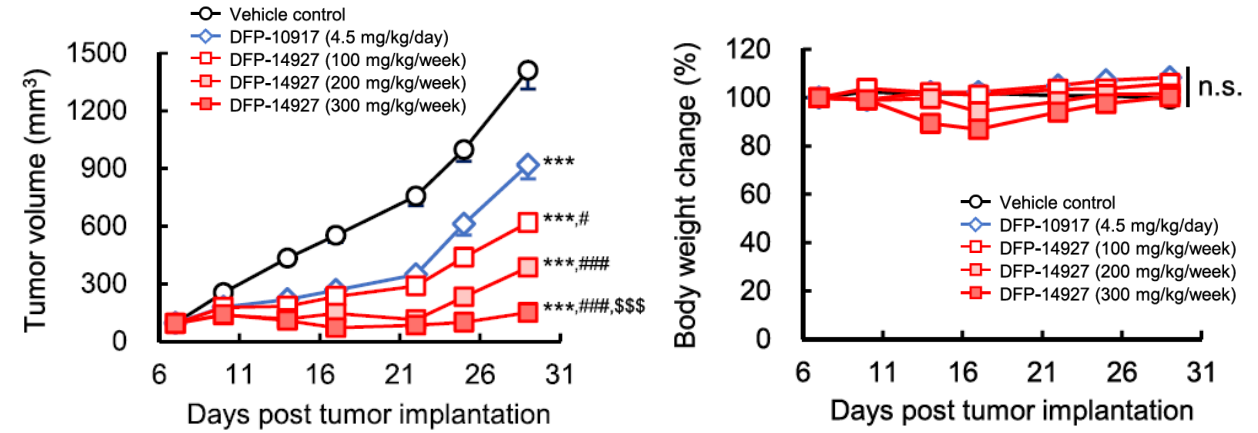 Vehicle control
DFP-10917 (4.5 mg/kg/day)
DFP-14927 (100 mg/kg/week)
DFP-14927 (200 mg/kg/week)
DFP-14927 (300 mg/kg/week)
Tumor volume (mm³)
1500
1200
900
600
300
0
***
***,#
***,###
***,###,$$$
6
11
16
21
26
31
Days post tumor implantation
Body weight change (%)
120
100
80
60
40
20
0
n.s.
Vehicle control
DFP-10917 (4.5 mg/kg/day)
DFP-14927 (100 mg/kg/week)
DFP-14927 (200 mg/kg/week)
DFP-14927 (300 mg/kg/week)
6
11
16
21
26
31
Days post tumor implantation